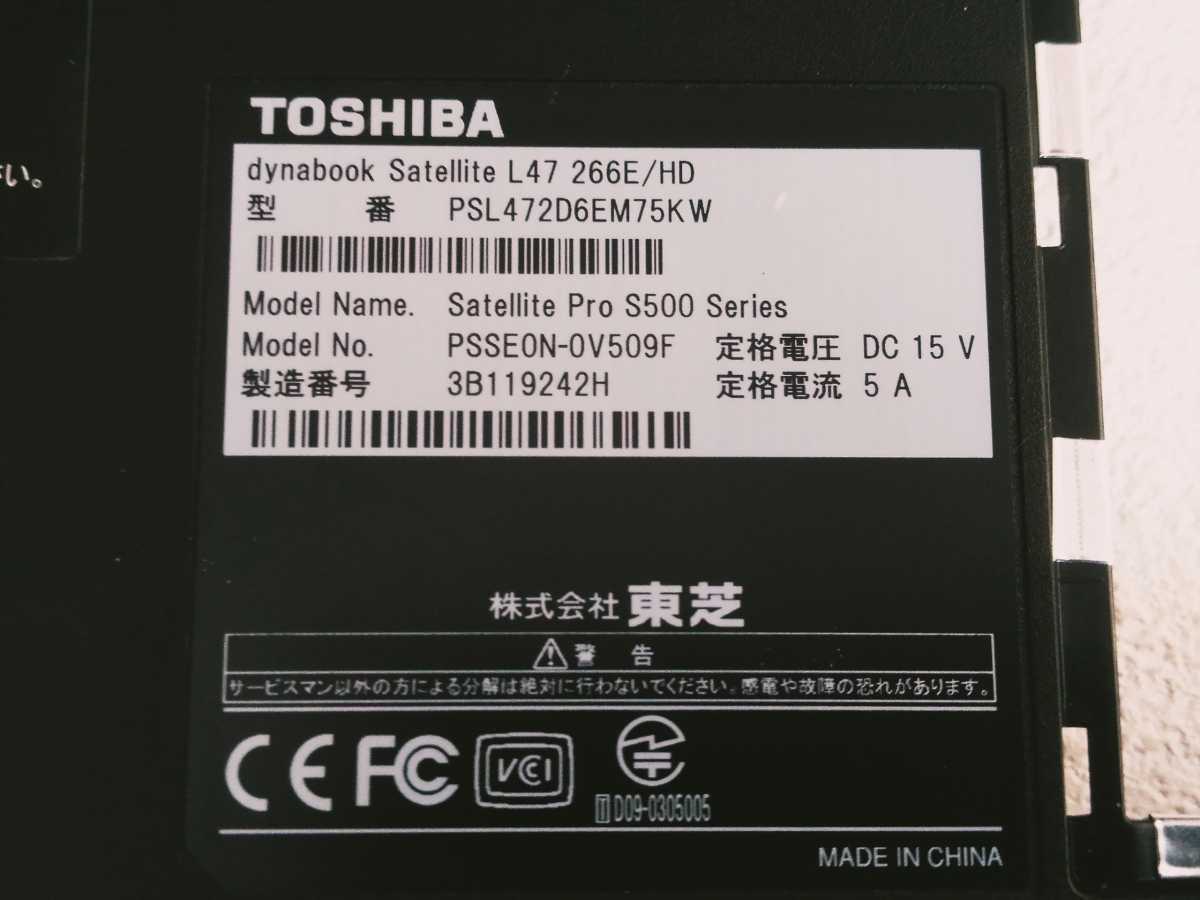 さい。
TOSHIBA
dynabook Satellite L47 266E/HD
型 番 PSL472D6EM75KW
Model Name. Satellite Pro S500 Series
Model No. PSSE0N-0V509F 定格電圧 DC 15 V
製造番号 3B119242H 定格電流 5 A
株式会社 東芝
警 告
サービスマン以外の方による分解は絶対に行わないでください。感電や故障の恐れがあります。
CE FC VCI
T D09-0305005
MADE IN CHINA